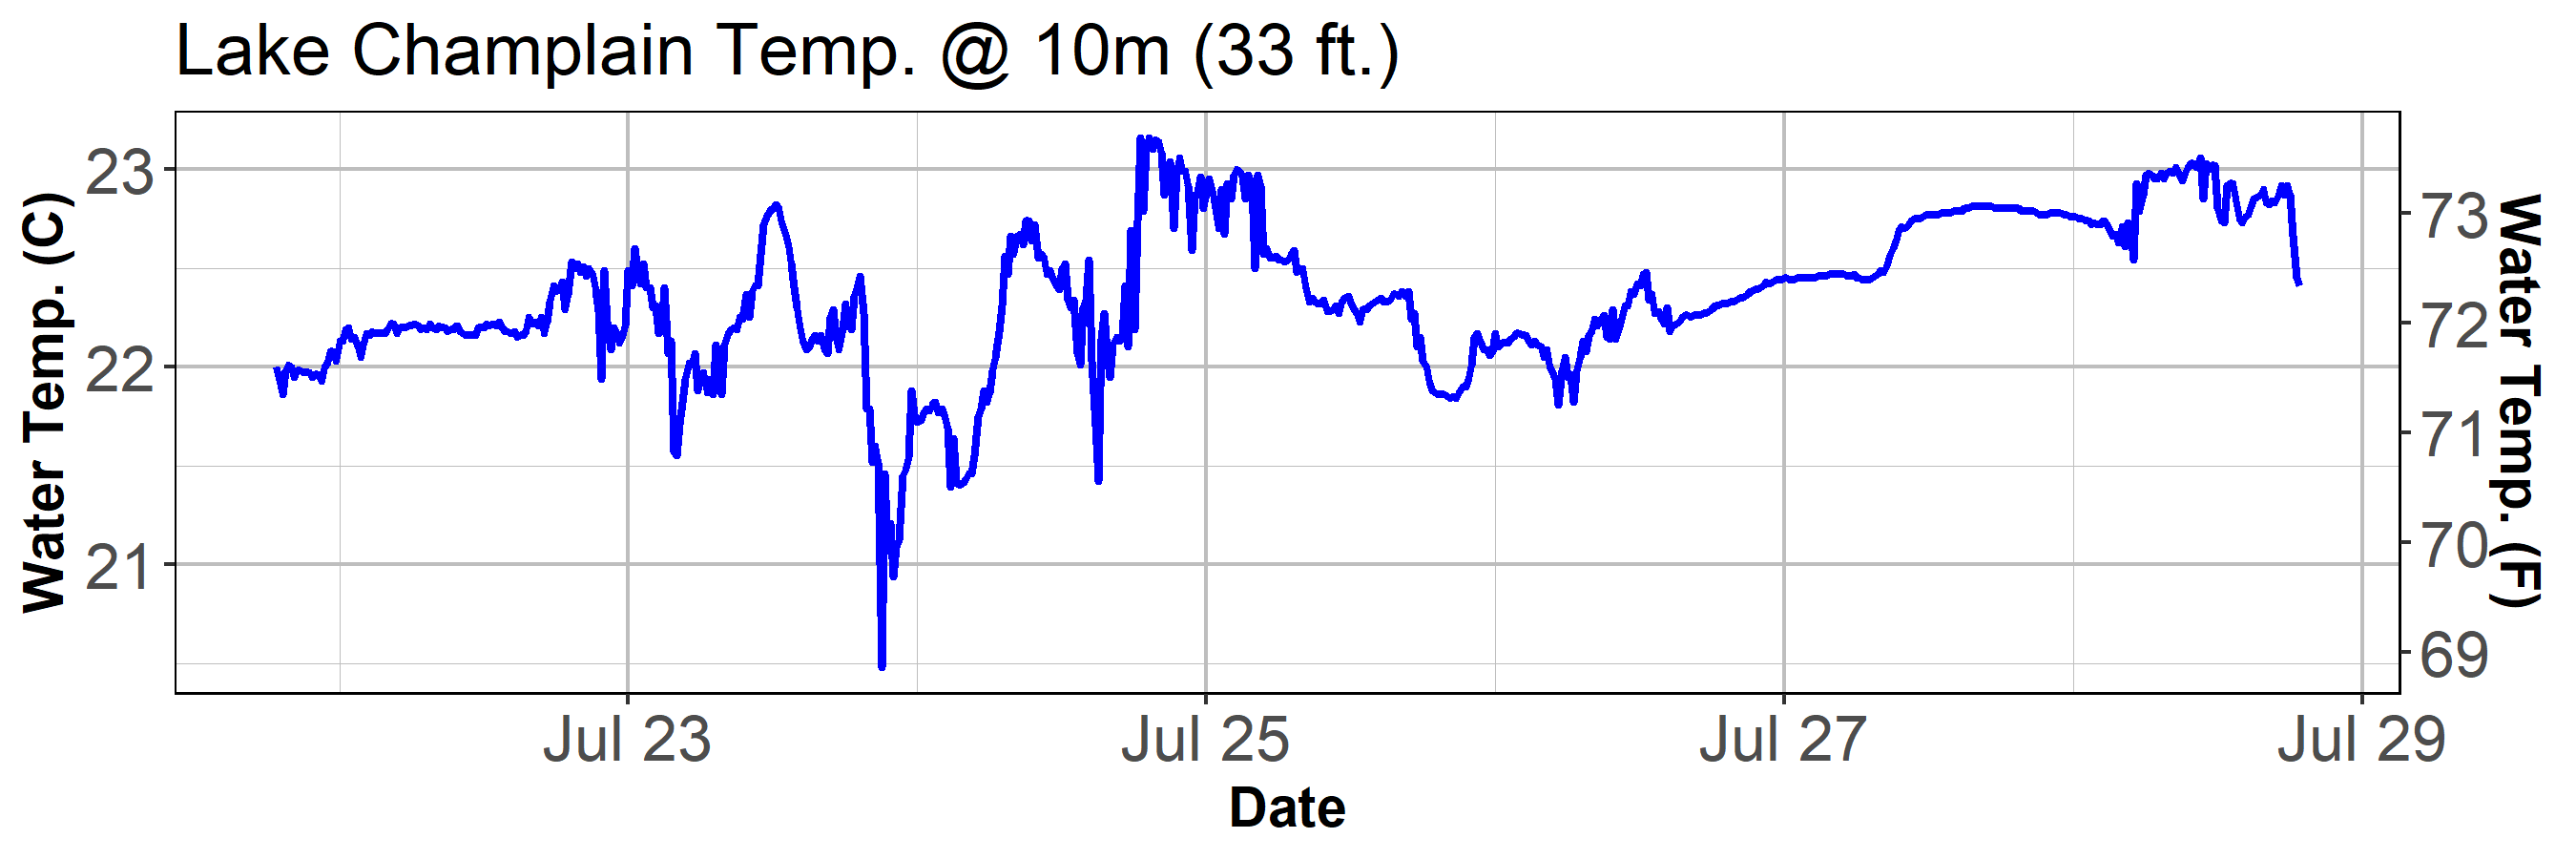 Lake Champlain Temp. @ 10m (33 ft.)
Water Temp. (C)
23
22
21
73
72
71
70
69
Water Temp. (F)
Jul 23
Jul 25
Jul 27
Jul 29
Date